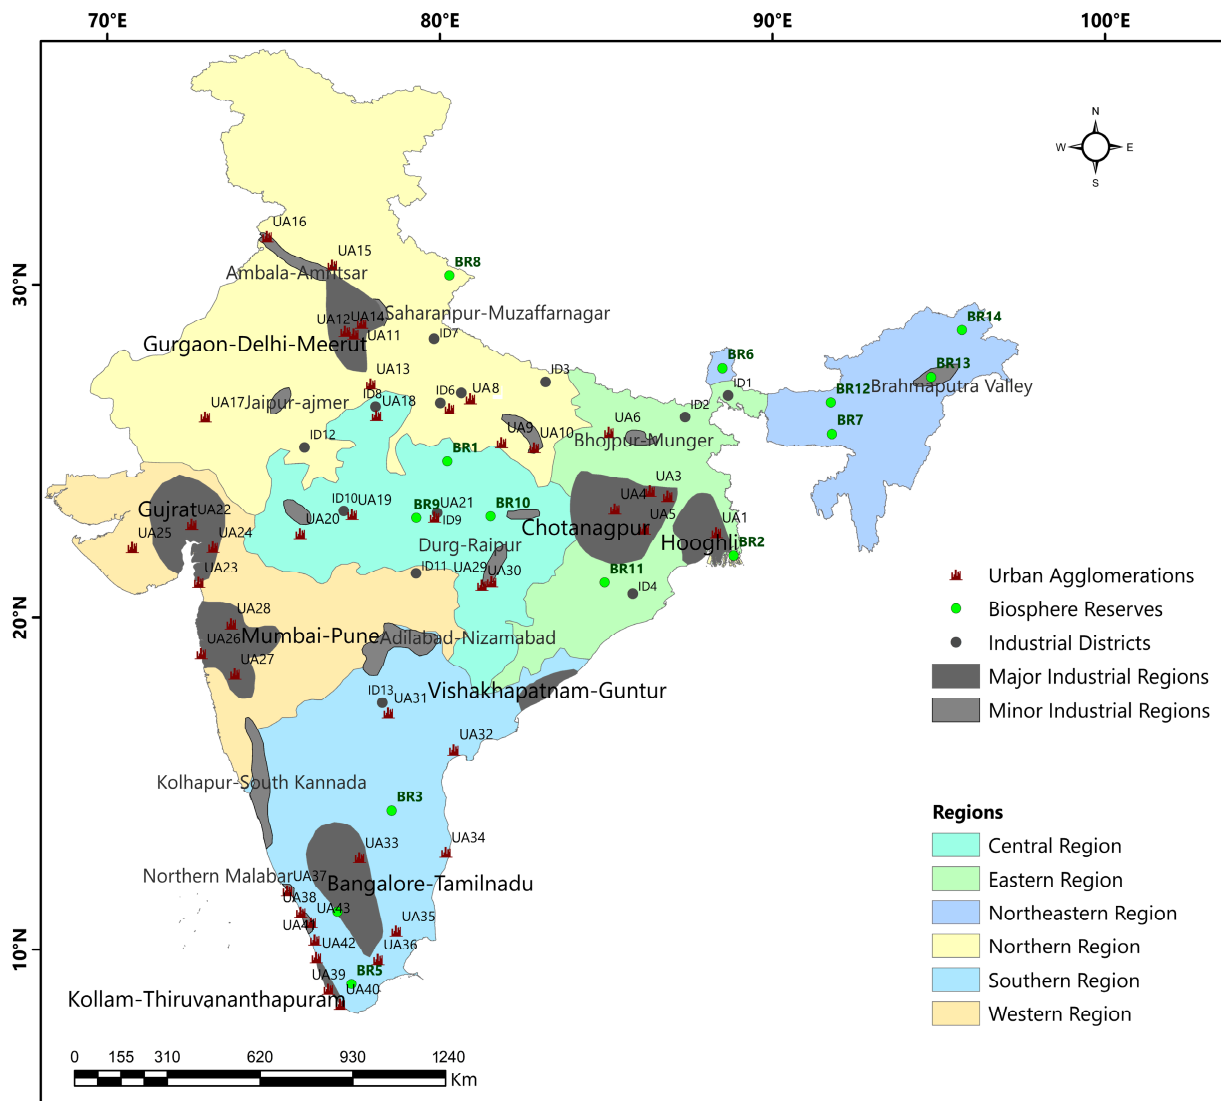 70°E 80°E 90°E 100°E
N
W E
S
UA16
UA15
BR8
Ambala-Amritsar
30°N
BR14
UA12 UA14 Saharanpur-Muzaffarnagar
UA11 ID7
Gurgaon-Delhi-Meerut
BR6
BR13
UA13 ID3
ID1
Brahmaputra Valley
BR12
ID8 ID6 UA8
UA17 Jaipur-ajmer UA18
ID2
UA6
BR7
ID12 UA9 UA10
Bhojpur-Munger
BR1
UA3
UA4
ID10 UA19 BR9 UA21 BR10
Gujrat UA22
UA5 UA1
UA20 ID9
Chotanagpur
UA25 UA24
Hooghli BR2
Durg-Raipur
UA23 ID11 UA29 UA30
BR11
ID4
UA28
20°N
UA26 Mumbai-Pune Adilabad-Nizamabad
UA27
ID13 UA31 Vishakhapatnam-Guntur
UA32
Kolhapur-South Kannada
BR3
UA33 UA34
Northern Malabar UA37
Bangalore-Tamilnadu
UA38 UA43
UA41 UA35
UA42 UA36
10°N
UA39 BR5
UA40
Kollam-Thiruvananthapuram
Urban Agglomerations
Biosphere Reserves
Industrial Districts
Major Industrial Regions
Minor Industrial Regions
Regions
Central Region
Eastern Region
Northeastern Region
Northern Region
Southern Region
Western Region
0 155 310 620 930 1240
Km